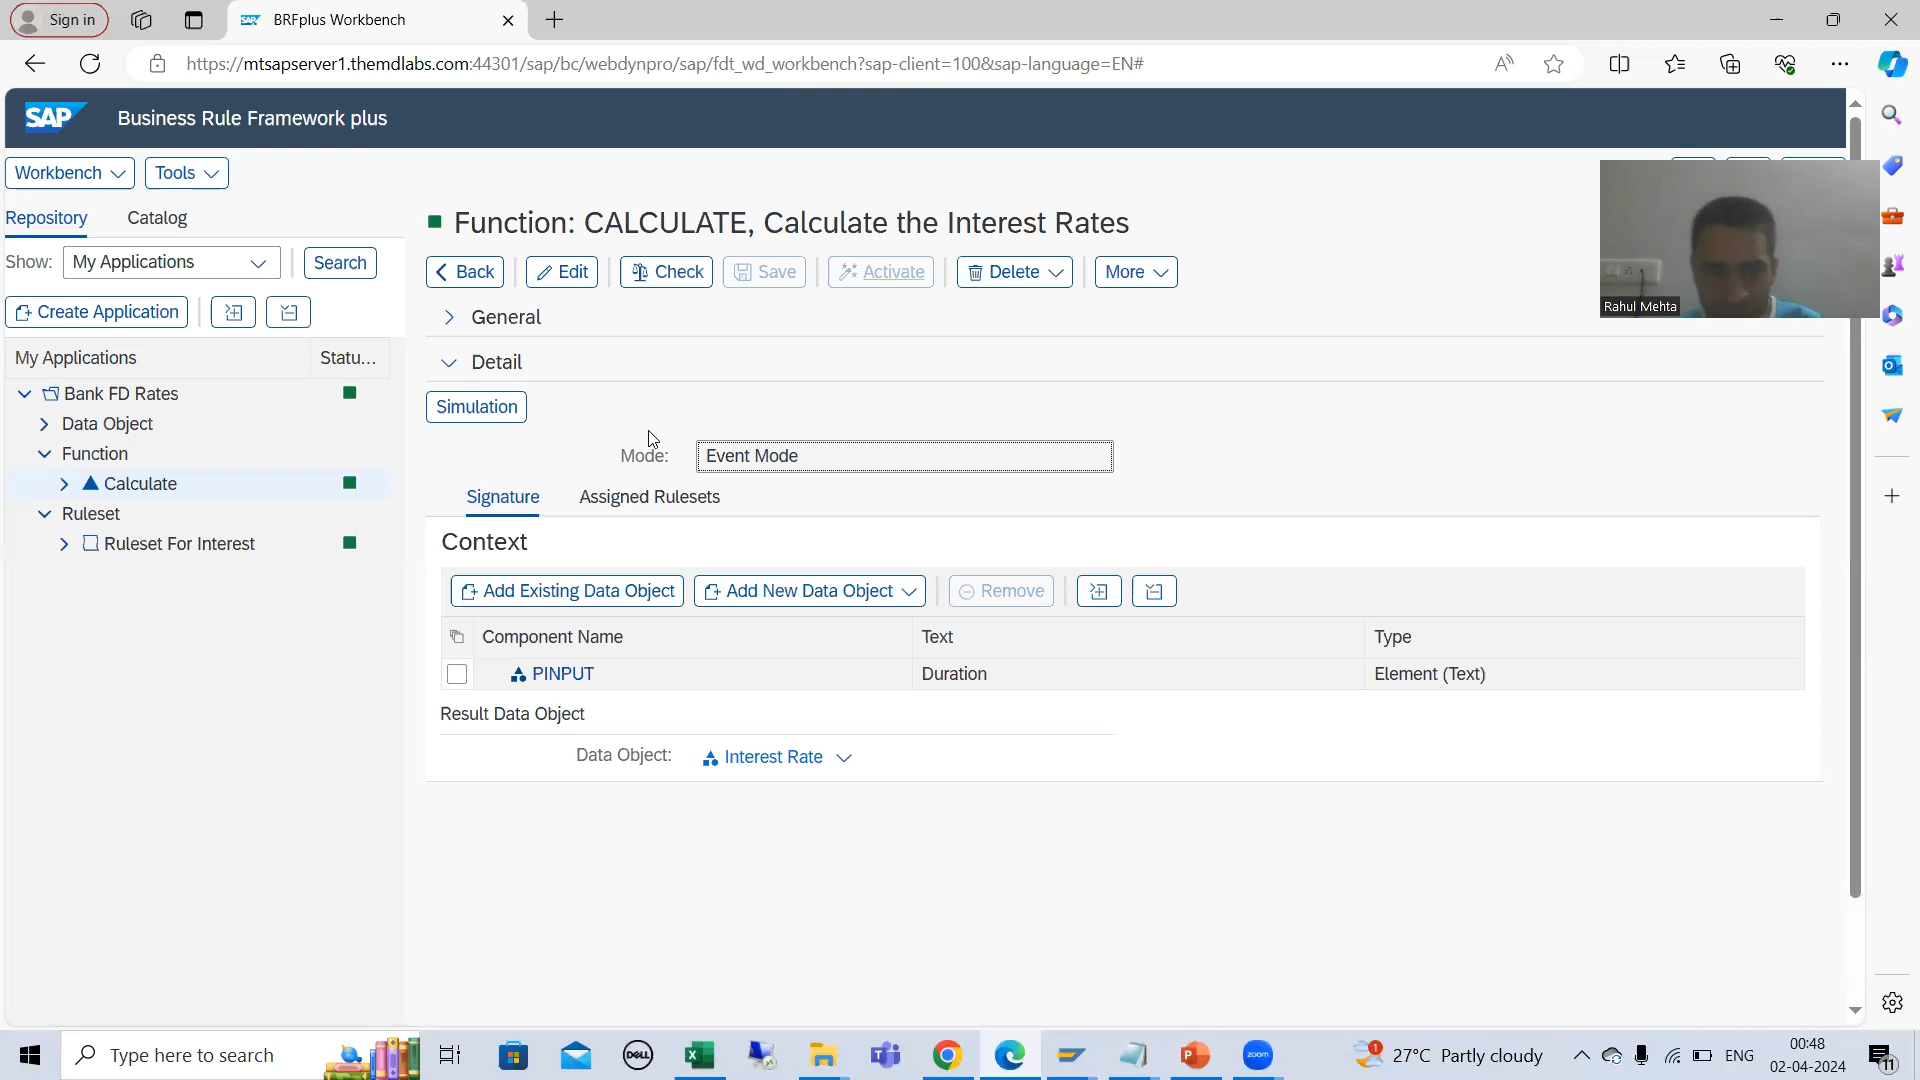 Sign in
BRFplus Workbench
https://mtsapserver1.themdlabs.com:44301/sap/bc/webdynpro/sap/fdt_wd_workbench?sap-client=100&sap-language=EN#
SAP Business Rule Framework plus
Workbench Tools
Repository Catalog
Show: My Applications Search
Create Application
My Applications Statu...
Bank FD Rates
Data Object
Function
Calculate
Ruleset
Ruleset For Interest
Function: CALCULATE, Calculate the Interest Rates
Back Edit Check Save Activate Delete More
General
Detail
Simulation
Mode: Event Mode
Signature Assigned Rulesets
Context
Add Existing Data Object Add New Data Object Remove
Component Name Text Type
PINPUT Duration Element (Text)
Result Data Object
Data Object: Interest Rate
Rahul Mehta
Type here to search
DELL
zoom
1
27°C Partly cloudy
ENG
00:48
02-04-2024
11